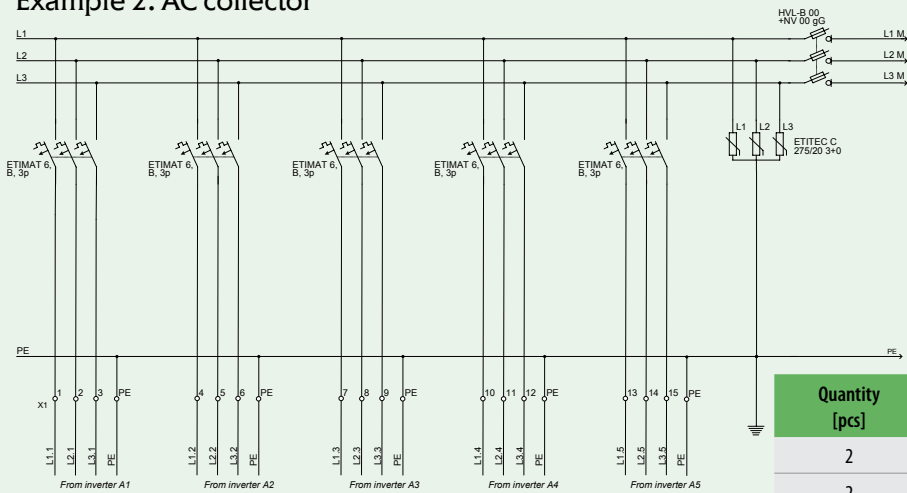 Example 2: AC collector
HVL-B 00
+NV 00 gG
L1
L1 M
L2
L2 M
L3
L3 M
L1
L2
L3
ETITEC C
275/20 3+0
ETIMAT 6,
B, 3p
ETIMAT 6,
B, 3p
ETIMAT 6,
B, 3p
ETIMAT 6,
B, 3p
ETIMAT 6,
B, 3p
PE
PE
X1
1
2
3
PE
4
5
6
PE
7
8
9
PE
10
11
12
PE
13
14
15
PE
L1.1
L2.1
L3.1
PE
L1.2
L2.2
L3.2
PE
L1.3
L2.3
L3.3
PE
L1.4
L2.4
L3.4
PE
L1.5
L2.5
L3.5
PE
From inverter A1
From inverter A2
From inverter A3
From inverter A4
From inverter A5
Quantity
[pcs]
2